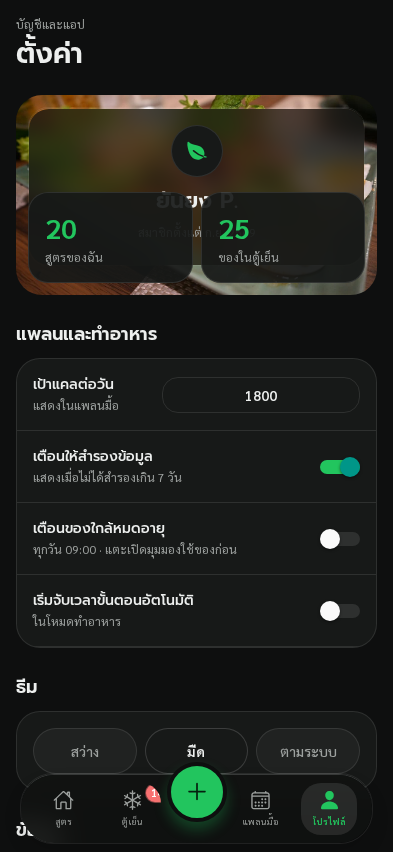 บัญชีและแอป
ตั้งค่า
P.
20
25
สูตรของฉัน
ของในตู้เย็น
แพลนและทำอาหาร
เป้าแคลต่อวัน
แสดงในแพลนมื้อ
1800
เตือนให้สำรองข้อมูล
แสดงเมื่อไม่ได้สำรองเกิน 7 วัน
เตือนของใกล้หมดอายุ
ทุกวัน 09:00 · แตะเปิดมุมมองใช้ของก่อน
เริ่มจับเวลาขั้นตอนอัตโนมัติ
ในโหมดทำอาหาร
ธีม
สว่าง
มืด
ตามระบบ
สูตร
ตู้เย็น
แพลนมื้อ
โปรไฟล์